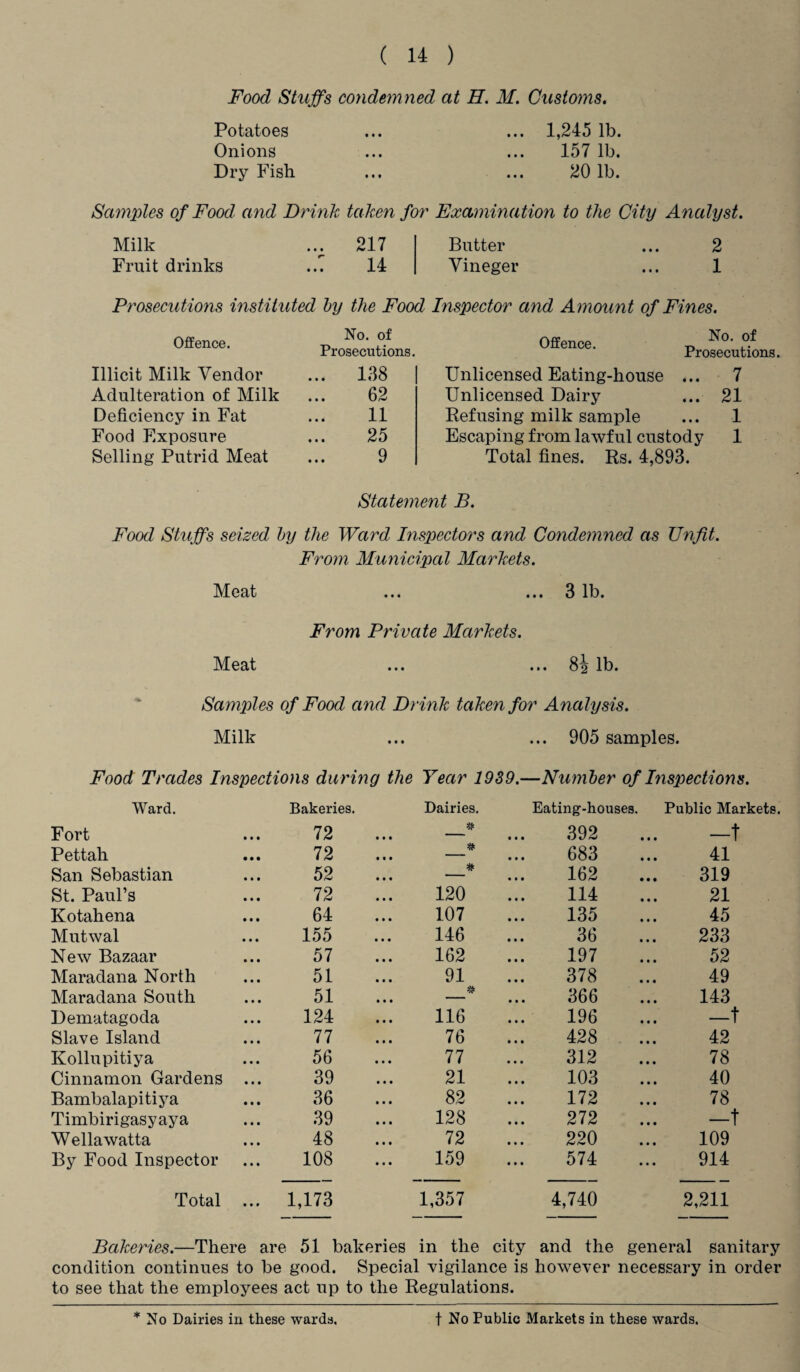 ( 14 )
Food Stuffs condemned at H. M. Customs.
Potatoes ... ... 1,245 lb.
Onions ... ... 157 lb.
Dry Fish ... ... 20 lb.
Samples of Food and Drink taken for Examination to the City Analyst.
Milk ... 217 Butter ... 2
Fruit drinks ... 14 Vineger ... 1
Prosecutions instituted by the Food Inspector and Amount of Fines.
Offence. No. of Prosecutions. Offence. No. of Prosecutions.
Illicit Milk Vendor ... 138 Unlicensed Eating-house ... 7
Adulteration of Milk ... 62 Unlicensed Dairy ... 21
Deficiency in Fat ... 11 Refusing milk sample ... 1
Food Exposure ... 25 Escaping from lawful custody 1
Selling Putrid Meat ... 9 Total fines. Rs. 4,893.
Statement B.
Food Stuffs seized by the Ward Inspectors and Condemned as Unfit.
From Municipal Markets.
Meat ... ... 3 lb.
From Private Markets.
Meat ... ... 8½ lb.
Samples of Food and Drink taken for Analysis.
Milk ... ... 905 samples.
Food Trades Inspections during the Year 1939.—Number of Inspections.
Ward. Bakeries. Dairies. Eating-houses. Public Markets.
Fort ... 72 ... —* ... 392 ... —†
Pettah ... 72 ... —* ... 683 ... 41
San Sebastian ... 52 ... —* ... 162 ... 319
St. Paul's ... 72 ... 120 ... 114 ... 21
Kotahena ... 64 ... 107 ... 135 ... 45
Mutwal ... 155 ... 146 ... 36 ... 233
New Bazaar ... 57 ... 162 ... 197 ... 52
Maradana North ... 51 ... 91 ... 378 ... 49
Maradana South ... 51 ... —* ... 366 ... 143
Dematagoda ... 124 ... 116 ... 196 ... —†
Slave Island ... 77 ... 76 ... 428 ... 42
Kollupitiya ... 56 ... 77 ... 312 ... 78
Cinnamon Gardens ... 39 ... 21 ... 103 ... 40
Bambalapitiya ... 36 ... 82 ... 172 ... 78
Timbirigasyaya ... 39 ... 128 ... 272 ... —†
Wellawatta ... 48 ... 72 ... 220 ... 109
By Food Inspector ... 108 ... 159 ... 574 ... 914
Total ... 1,173 1,357 4,740 2,211
Bakeries.—There are 51 bakeries in the city and the general sanitary
condition continues to be good. Special vigilance is however necessary in order
to see that the employees act up to the Regulations.
* No Dairies in these wards. † No Public Markets in these wards.